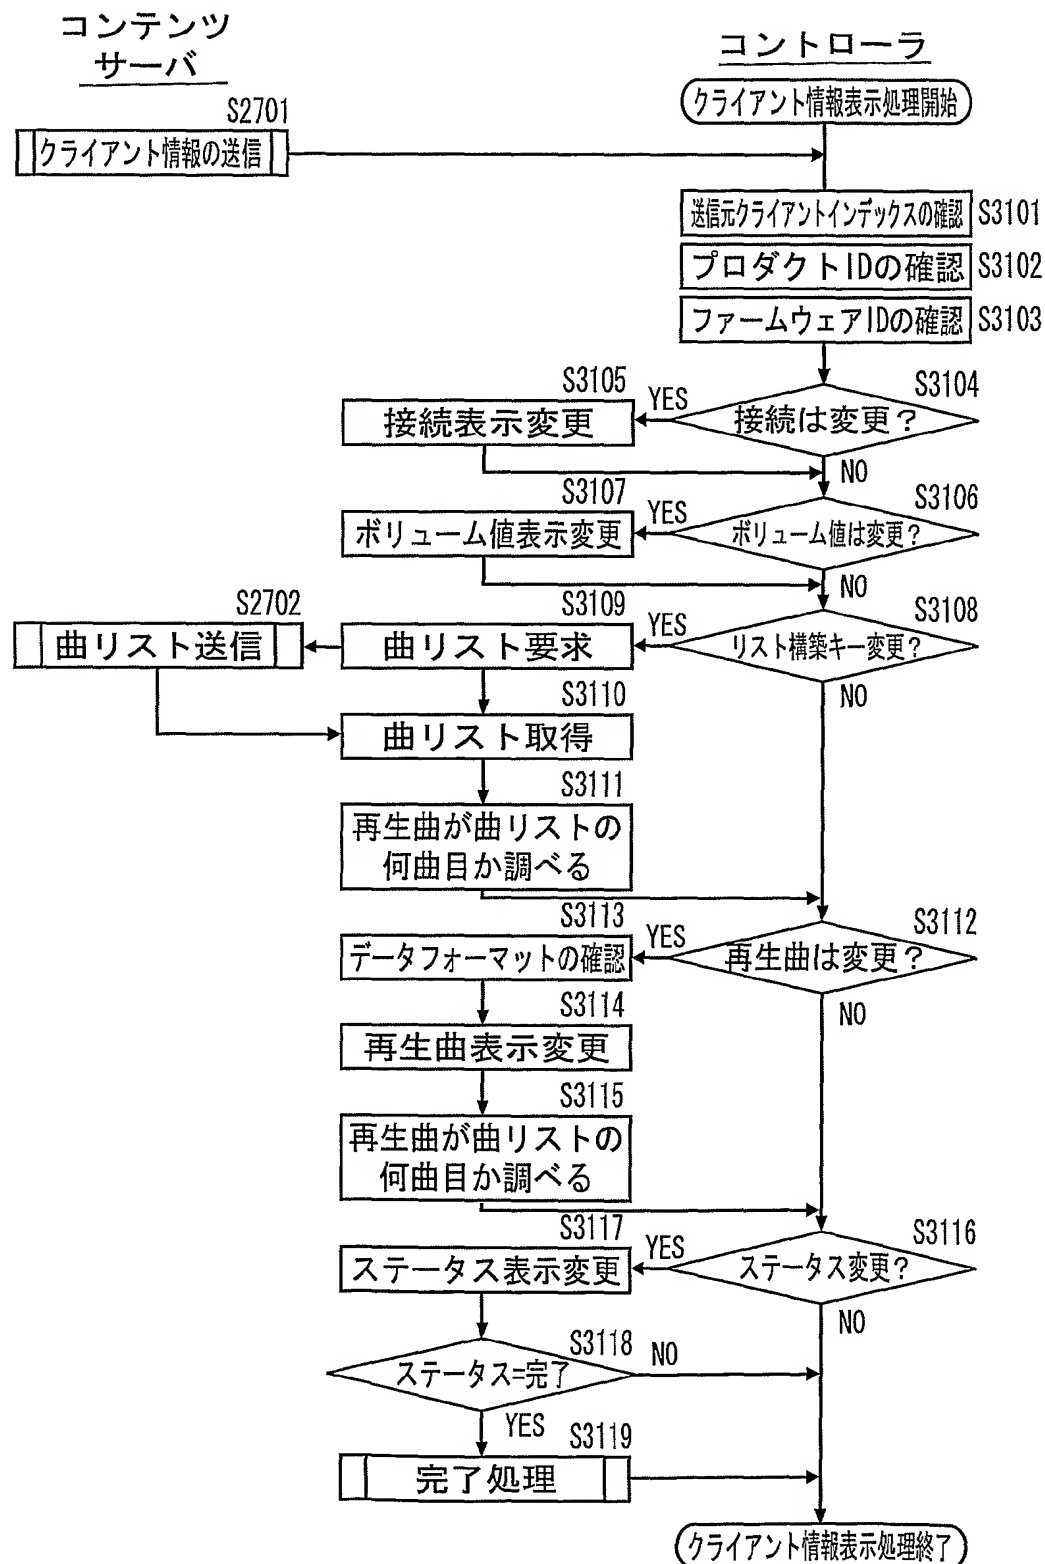 コンテンツ
サーバ
コントローラ
クライアント情報表示処理開始
S2701
クライアント情報の送信
送信元クライアントインデックスの確認 S3101
プロダクトIDの確認 S3102
ファームウェアIDの確認 S3103
S3105
YES
S3104
接続表示変更
接続は変更?
NO
S3107
YES
S3106
ボリューム値表示変更
ボリューム値は変更?
NO
S2702
S3109
YES
S3108
曲リスト送信
曲リスト要求
リスト構築キー変更?
NO
S3110
曲リスト取得
S3111
再生曲が曲リストの
何曲目か調べる
S3113
YES
S3112
データフォーマットの確認
再生曲は変更?
NO
S3114
再生曲表示変更
S3115
再生曲が曲リストの
何曲目か調べる
S3117
YES
S3116
ステータス表示変更
ステータス変更?
NO
S3118
NO
ステータス=完了
YES
S3119
完了処理
クライアント情報表示処理終了